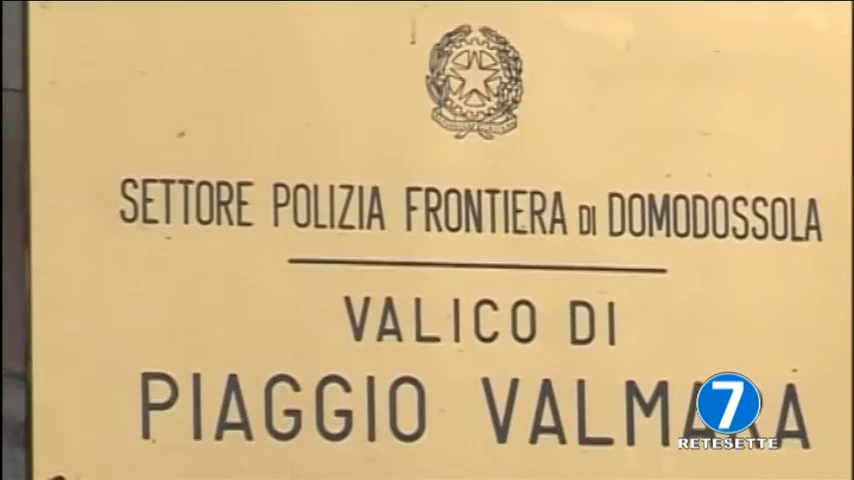 SETTORE POLIZIA FRONTIERA DI DOMODOSSOLA
VALICO DI
PIAGGIO VALMARA
7
RETESETTE